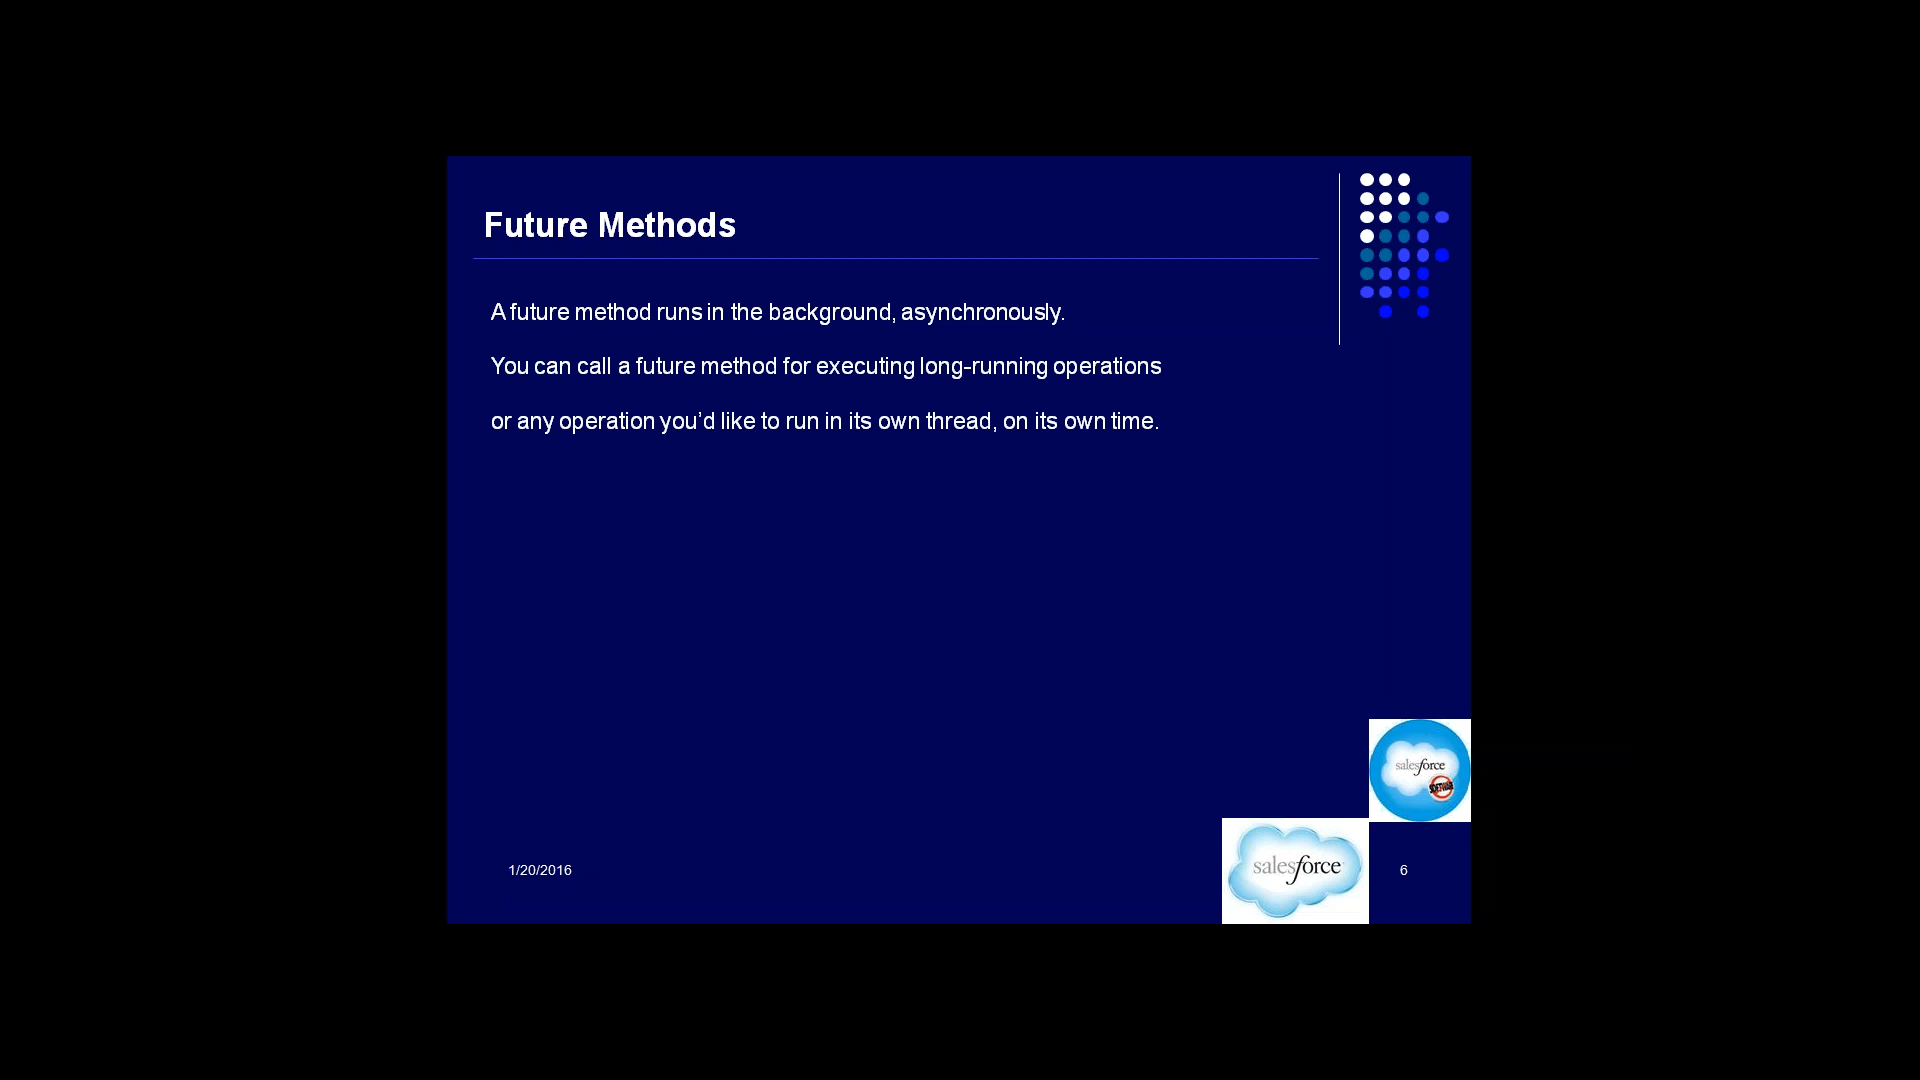 Future Methods
A future method runs in the background, asynchronously.
You can call a future method for executing long-running operations
or any operation you’d like to run in its own thread, on its own time.
salesforce
SOFTWARE
salesforce
1/20/2016
6